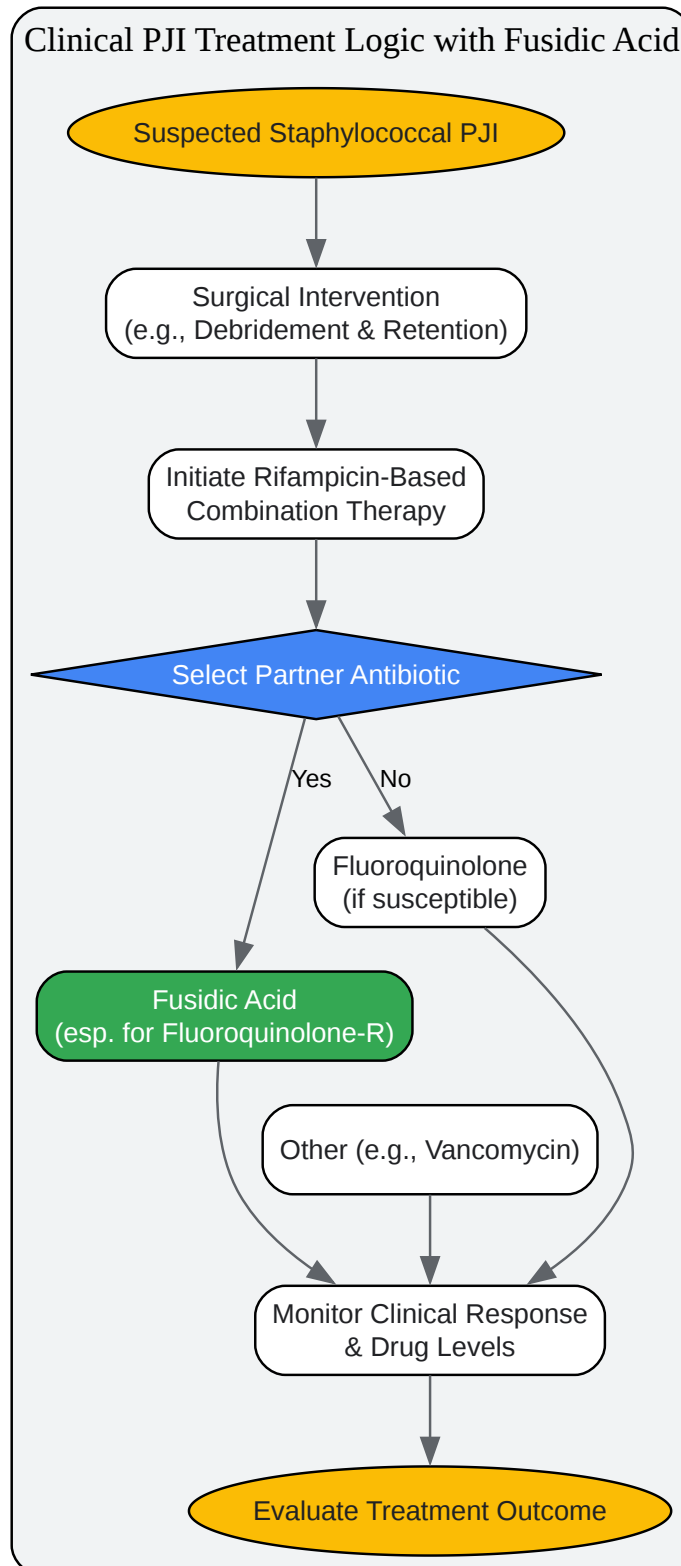 Clinical PJI Treatment Logic with Fusidic Acid
Suspected Staphylococcal PJI
Surgical Intervention
(e.g., Debridement & Retention)
Initiate Rifampicin-Based
Combination Therapy
Select Partner Antibiotic
Yes
No
Fluoroquinolone
(if susceptible)
Fusidic Acid
(esp. for Fluoroquinolone-R)
Other (e.g., Vancomycin)
Monitor Clinical Response
& Drug Levels
Evaluate Treatment Outcome